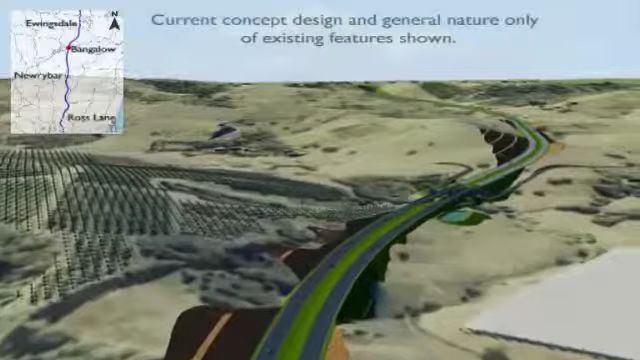 Current concept design and general nature only
of existing features shown.
Ewingsdale
N
Bangalow
Newrybar
Ross Lane